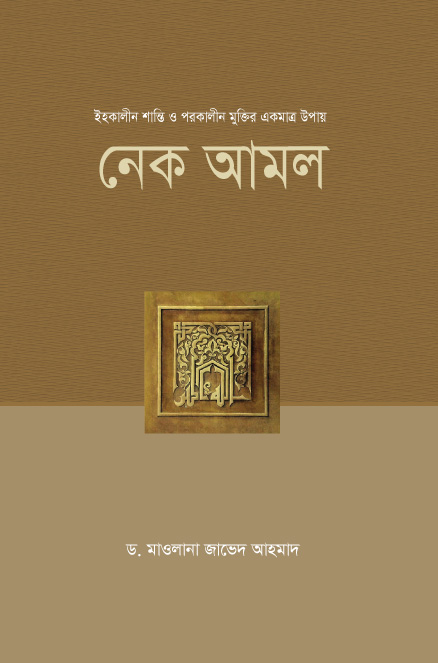 ইহকালীন শান্তি ও পরকালীন মুক্তির একমাত্র উপায়
নেক আমল
ড. মাওলানা জাভেদ আহমাদ